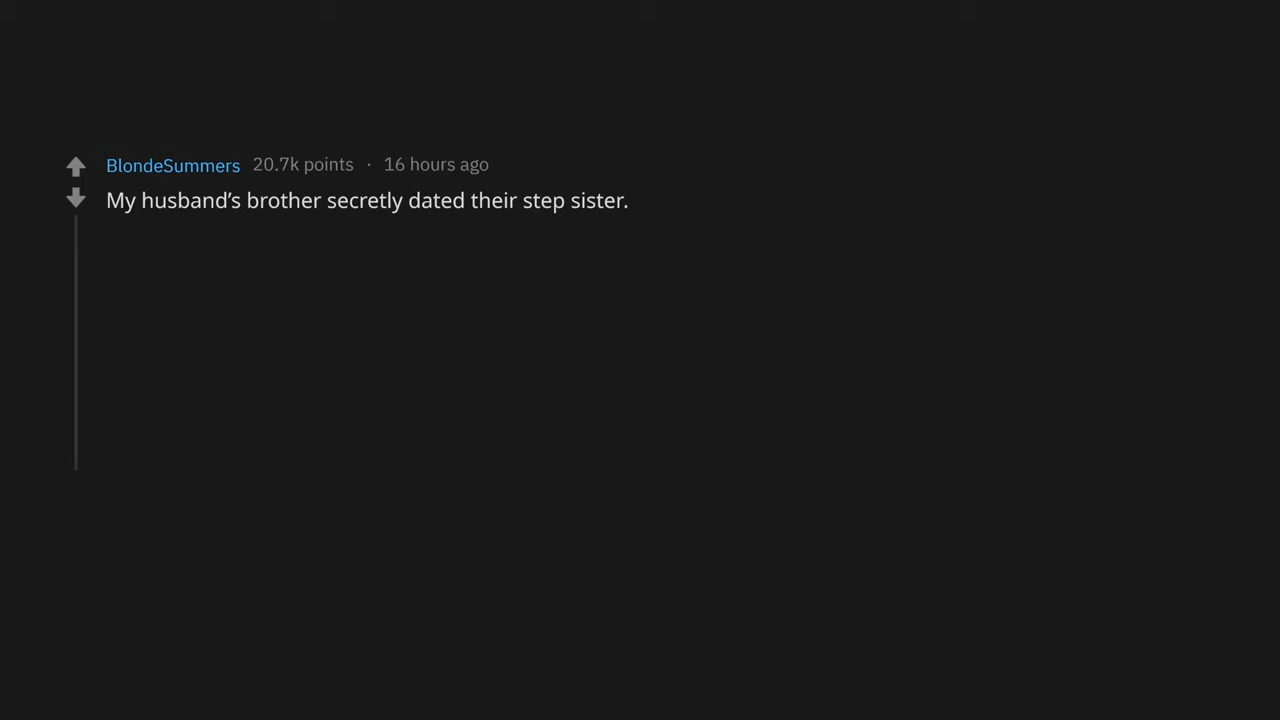 BlondeSummers 20.7k points · 16 hours ago
My husband’s brother secretly dated their step sister.